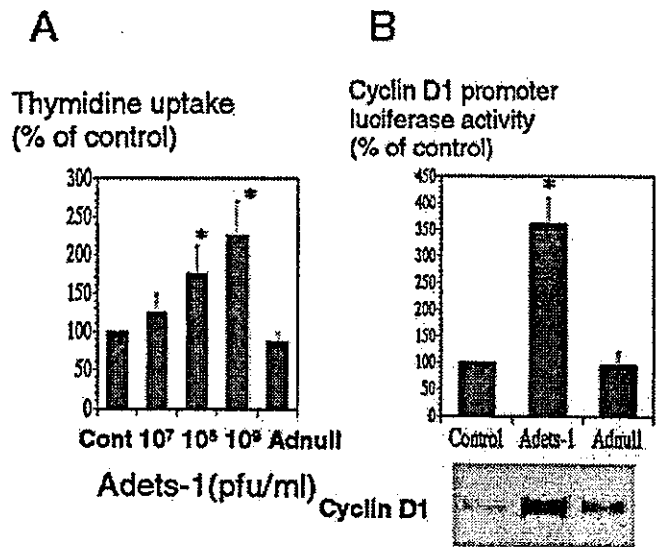 A
Thymidine uptake
(% of control)
300
250
200
150
100
50
0
*
*
Cont 10⁷ 10⁸ 10⁹ Adnull
Adets-1(pfu/ml)
B
Cyclin D1 promoter
luciferase activity
(% of control)
450
400
350
300
250
200
150
100
50
0
*
Control Adets-1 Adnull
Cyclin D1